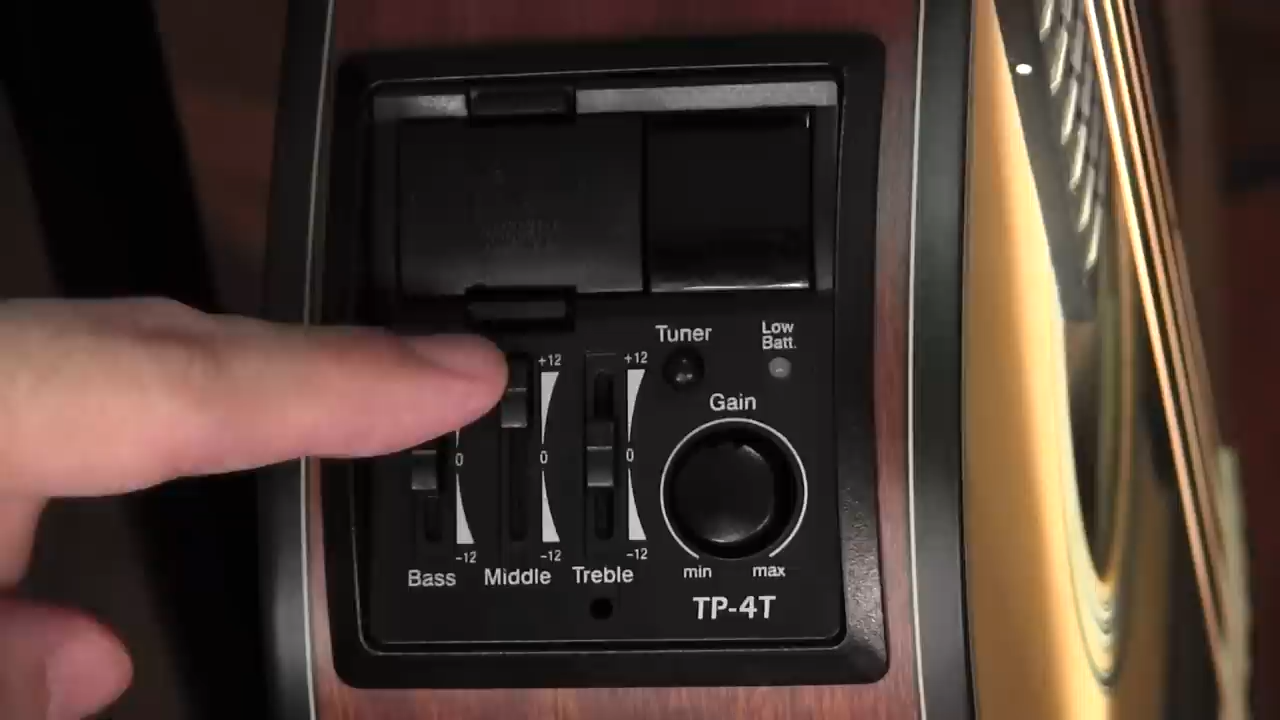 Tuner
Low
Batt.
+12
+12
Gain
0
0
0
-12
-12
-12
Bass
Middle
Treble
min
max
TP-4T